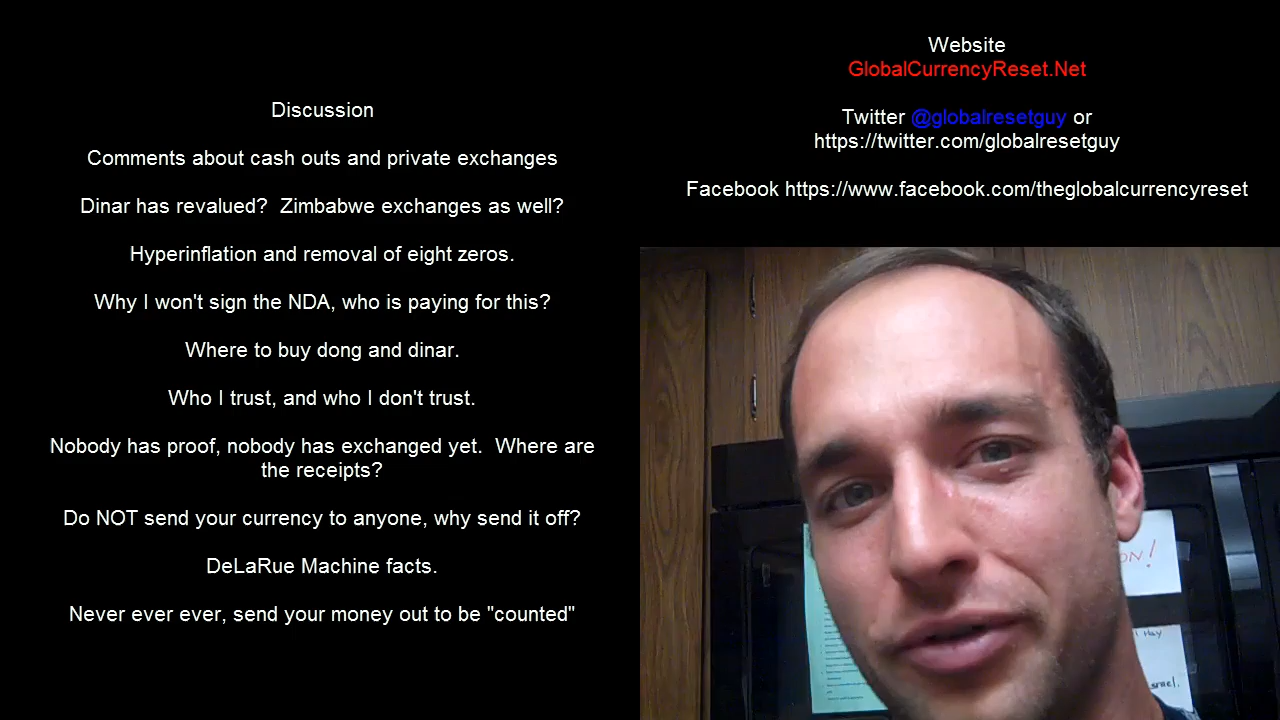 Discussion
Comments about cash outs and private exchanges
Dinar has revalued?  Zimbabwe exchanges as well?
Hyperinflation and removal of eight zeros.
Why I won't sign the NDA, who is paying for this?
Where to buy dong and dinar.
Who I trust, and who I don't trust.
Nobody has proof, nobody has exchanged yet.  Where are
the receipts?
Do NOT send your currency to anyone, why send it off?
DeLaRue Machine facts.
Never ever ever, send your money out to be "counted"
Website
GlobalCurrencyReset.Net
Twitter @globalresetguy or
https://twitter.com/globalresetguy
Facebook https://www.facebook.com/theglobalcurrencyreset